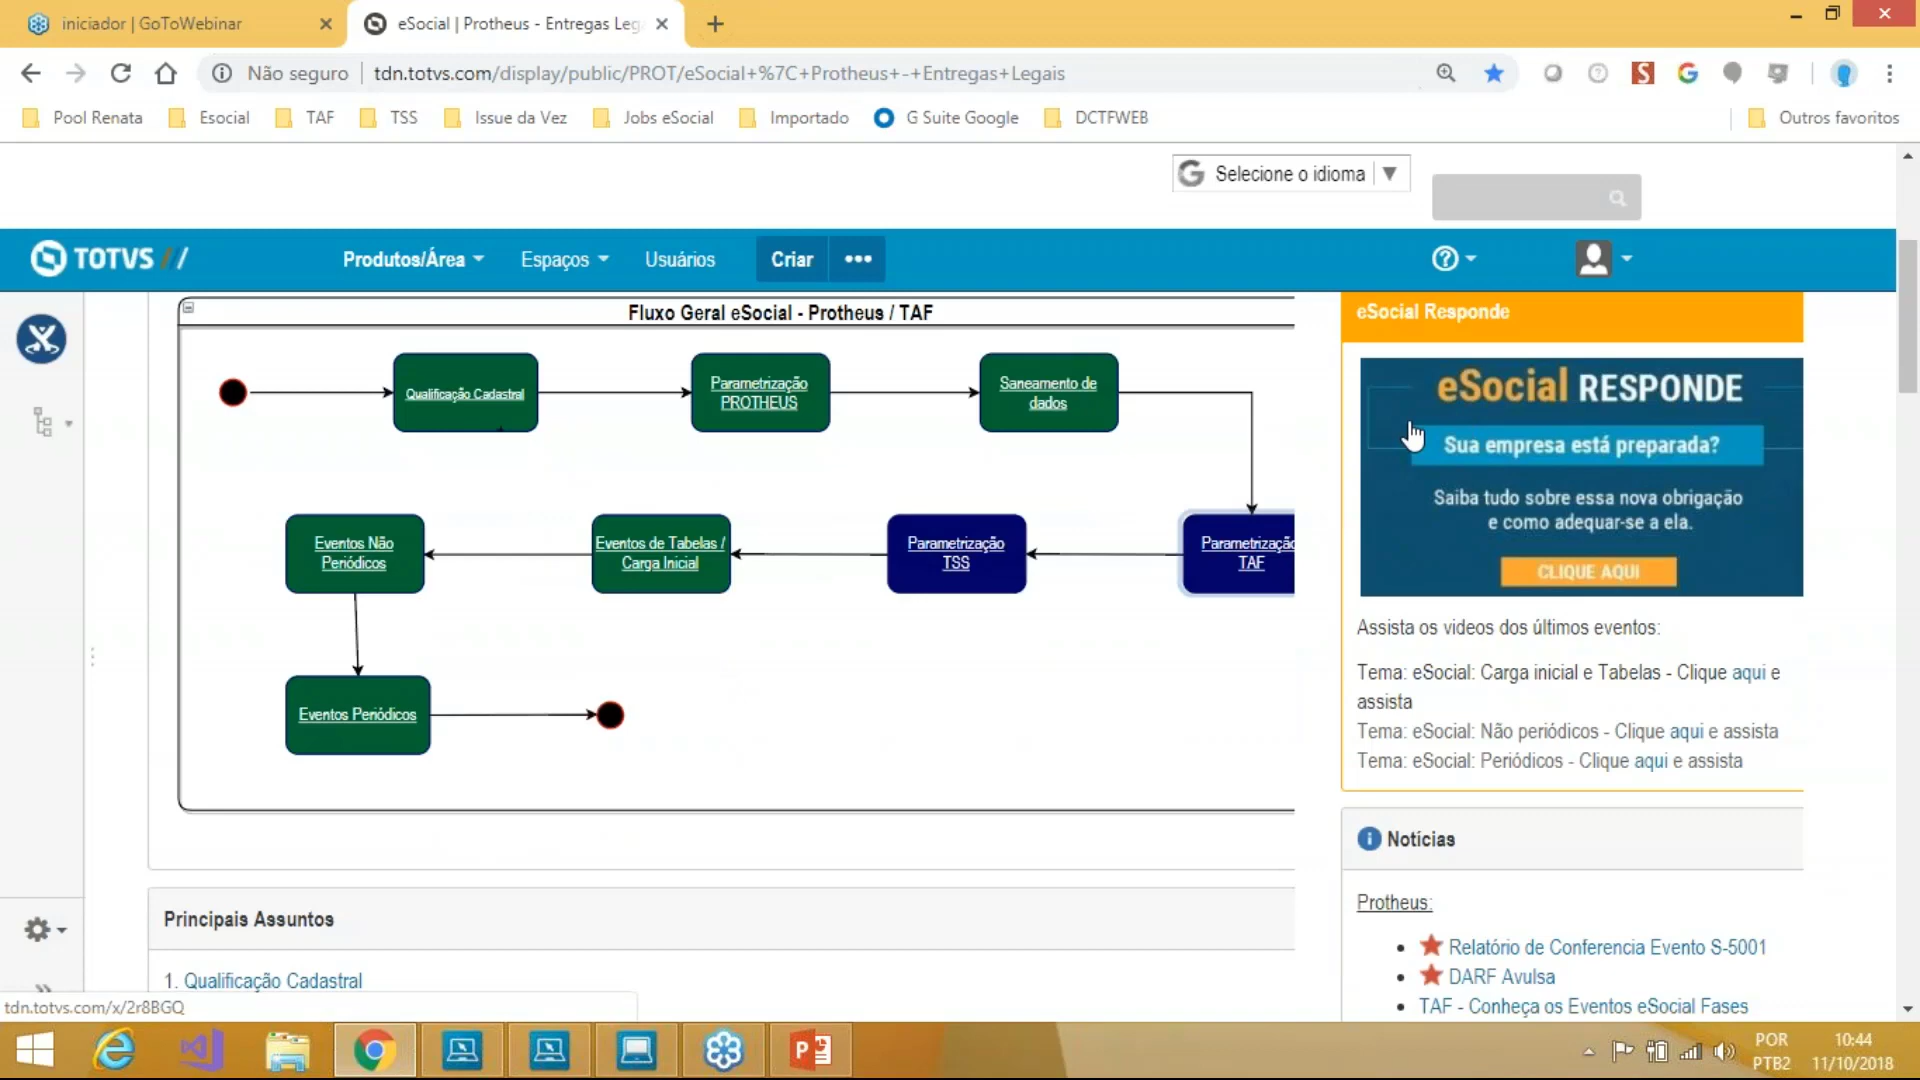 iniciador | GoToWebinar
eSocial | Protheus - Entregas Leg
Não seguro
tdn.totvs.com/display/public/PROT/eSocial+%7C+Protheus+-+Entregas+Legais
Pool Renata
Esocial
TAF
TSS
Issue da Vez
Jobs eSocial
Importado
G Suite Google
DCTFWEB
Outros favoritos
Selecione o idioma
TOTVS //
Produtos/Área
Espaços
Usuários
Criar
•••
Fluxo Geral eSocial - Protheus / TAF
Qualificação Cadastral
Parametrização
PROTHEUS
Saneamento de
dados
Eventos Não
Periódicos
Eventos de Tabelas /
Carga Inicial
Parametrização
TSS
Parametrização
TAF
Eventos Periódicos
eSocial Responde
eSocial RESPONDE
Sua empresa está preparada?
Saiba tudo sobre essa nova obrigação
e como adequar-se a ela.
CLIQUE AQUI
Assista os videos dos últimos eventos:
Tema: eSocial: Carga inicial e Tabelas - Clique aqui e
assista
Tema: eSocial: Não periódicos - Clique aqui e assista
Tema: eSocial: Periódicos - Clique aqui e assista
Notícias
Protheus:
Relatório de Conferencia Evento S-5001
DARF Avulsa
TAF - Conheça os Eventos eSocial Fases
Principais Assuntos
1. Qualificação Cadastral
tdn.totvs.com/x/2r8BGQ
POR
PTB2
10:44
11/10/2018